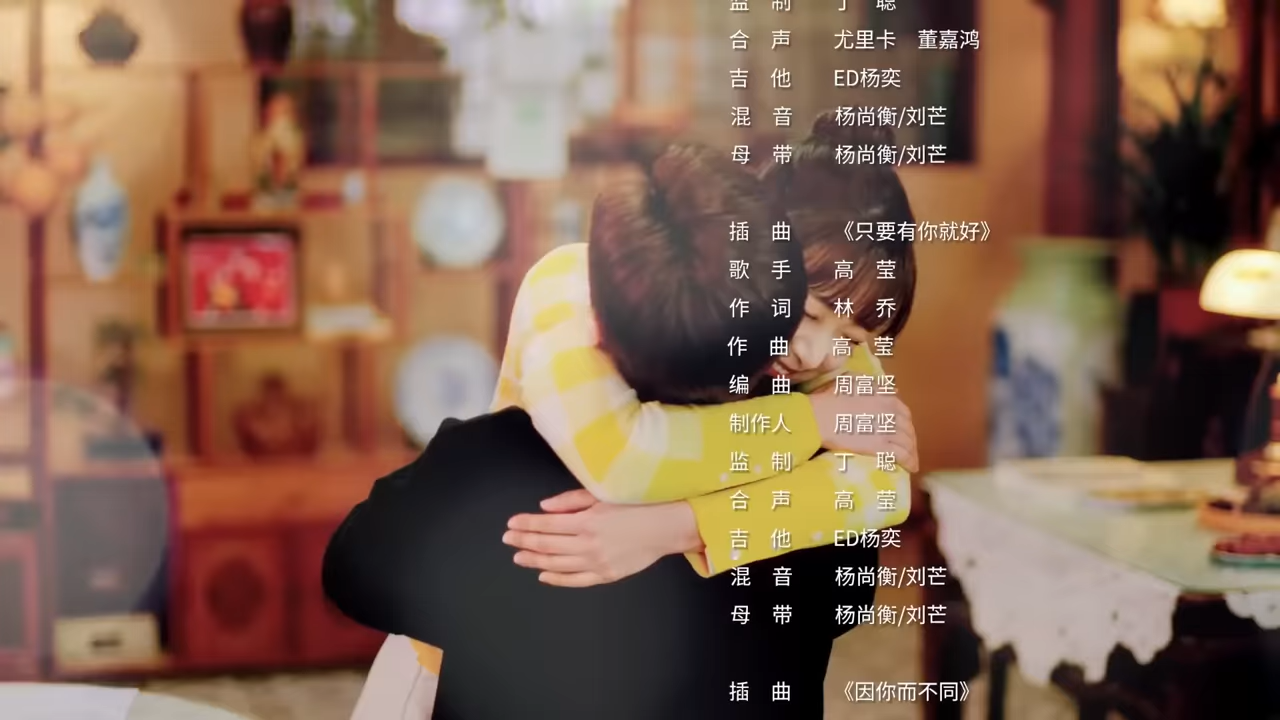 监 制 丁 聪
合 声 尤里卡 董嘉鸿
吉 他 ED杨奕
混 音 杨尚衡/刘芒
母 带 杨尚衡/刘芒
插 曲 《只要有你就好》
歌 手 高 莹
作 词 林 乔
作 曲 高 莹
编 曲 周富坚
制作人 周富坚
监 制 丁 聪
合 声 高 莹
吉 他 ED杨奕
混 音 杨尚衡/刘芒
母 带 杨尚衡/刘芒
插 曲 《因你而不同》